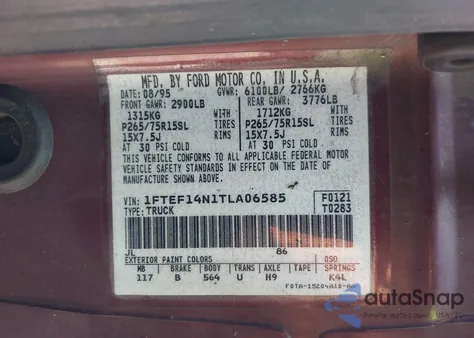 MFD. BY FORD MOTOR CO. IN U.S.A.
DATE: 08/95 GVWR: 6100LB/ 2766KG
FRONT GAWR: 2900LB REAR GAWR: 3776LB
1315KG WITH 1712KG WITH
P265/75R15SL TIRES P265/75R15SL TIRES
15X7.5J RIMS 15X7.5J RIMS
AT 30 PSI COLD AT 30 PSI COLD
THIS VEHICLE CONFORMS TO ALL APPLICABLE FEDERAL MOTOR
VEHICLE SAFETY STANDARDS IN EFFECT ON THE DATE OF
MANUFACTURE SHOWN ABOVE.
VIN: 1FTEF14N1TLA06585 F0121
TYPE: TRUCK T0283
JL 86
EXTERIOR PAINT COLORS DSO
WB BRAKE BODY TRANS AXLE TAPE SPRINGS
117 B 564 U H9 K4L
autoSnap